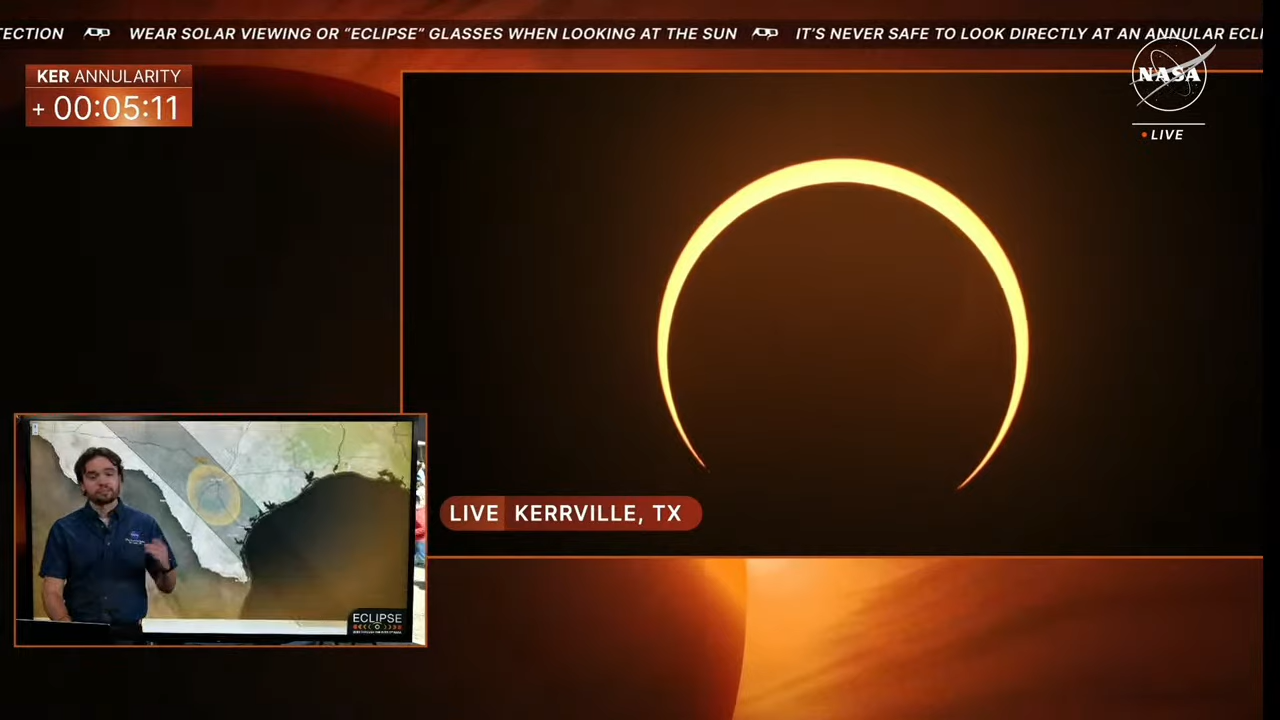 ECTION WEAR SOLAR VIEWING OR “ECLIPSE” GLASSES WHEN LOOKING AT THE SUN IT’S NEVER SAFE TO LOOK DIRECTLY AT AN ANNULAR ECLI
KER ANNULARITY
+ 00:05:11
NASA
LIVE
LIVE KERRVILLE, TX
ECLIPSE